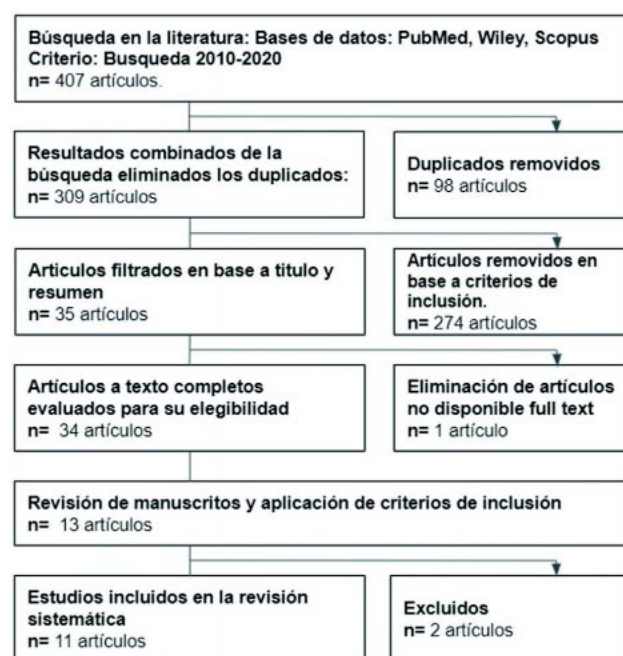 Búsqueda en la literatura: Bases de datos: PubMed, Wiley, Scopus
Criterio: Busqueda 2010-2020
n= 407 artículos.
Resultados combinados de la
búsqueda eliminados los duplicados:
n= 309 artículos
Duplicados removidos
n= 98 artículos
Articulos filtrados en base a titulo y
resumen
n= 35 artículos
Articulos removidos en
base a criterios de
inclusión.
n= 274 artículos
Artículos a texto completos
evaluados para su elegibilidad
n= 34 artículos
Eliminación de artículos
no disponible full text
n= 1 artículo
Revisión de manuscritos y aplicación de criterios de inclusión
n= 13 artículos
Estudios incluidos en la revisión
sistemática
n= 11 artículos
Excluidos
n= 2 artículos